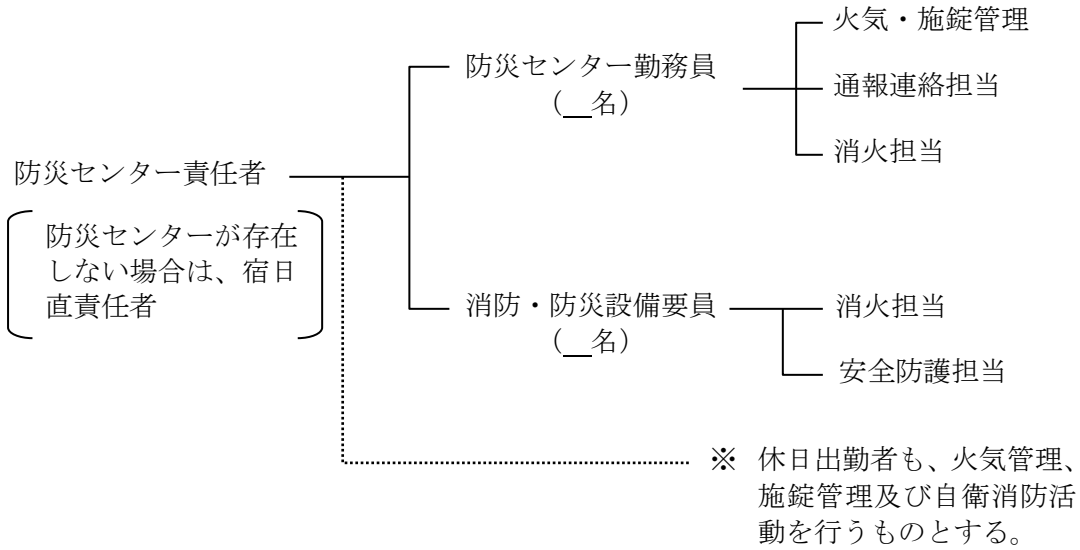 火気・施錠管理
防災センター勤務員
（__名）
通報連絡担当
消火担当
防災センター責任者
防災センターが存在
しない場合は、宿日
直責任者
消防・防災設備要員
（__名）
消火担当
安全防護担当
※ 休日出勤者も、火気管理、
施錠管理及び自衛消防活
動を行うものとする。